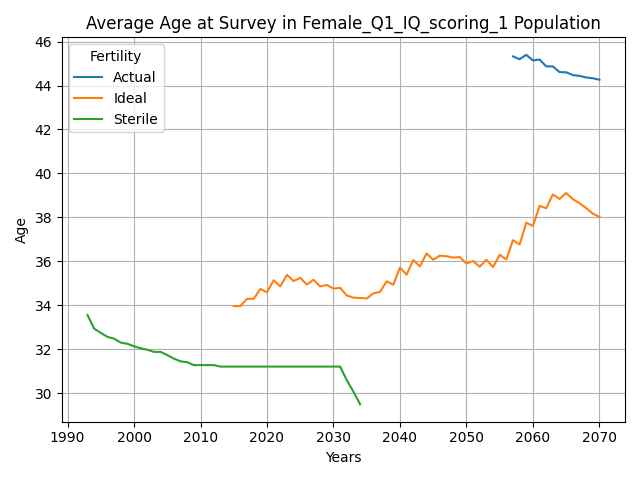 Average Age at Survey in Female_Q1_IQ_scoring_1 Population
Fertility
Actual
Ideal
Sterile
Age
46
44
42
40
38
36
34
32
30
1990 2000 2010 2020 2030 2040 2050 2060 2070
Years